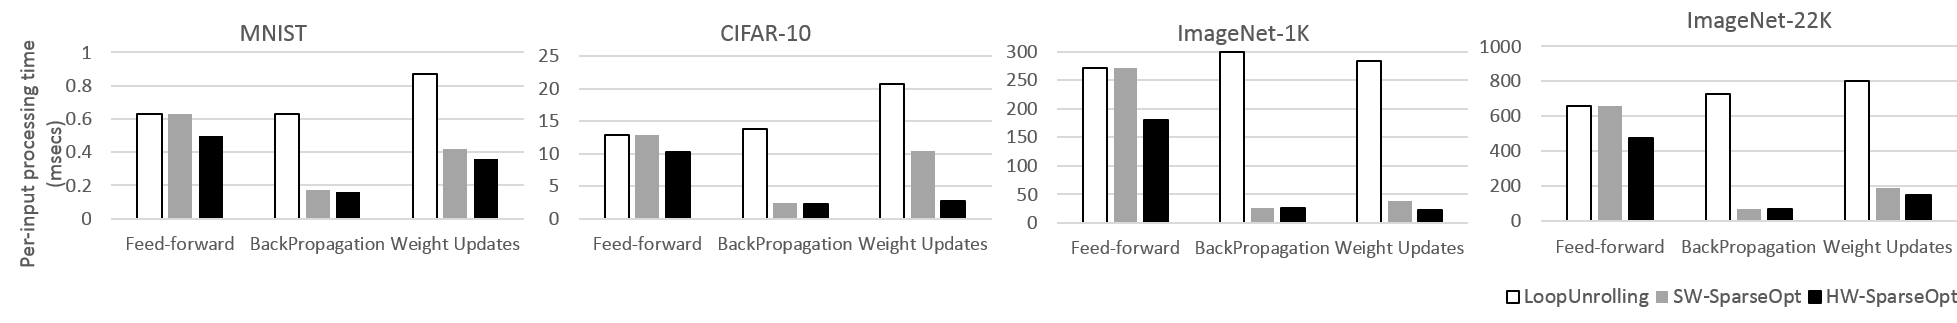 Per-input processing time
(msecs)
MNIST
1
0.8
0.6
0.4
0.2
0
Feed-forward BackPropagation Weight Updates
CIFAR-10
25
20
15
10
5
0
Feed-forward BackPropagation Weight Updates
ImageNet-1K
300
250
200
150
100
50
0
Feed-forward BackPropagation Weight Updates
ImageNet-22K
1000
800
600
400
200
0
Feed-forward BackPropagation Weight Updates
LoopUnrolling SW-SparseOpt HW-SparseOpt